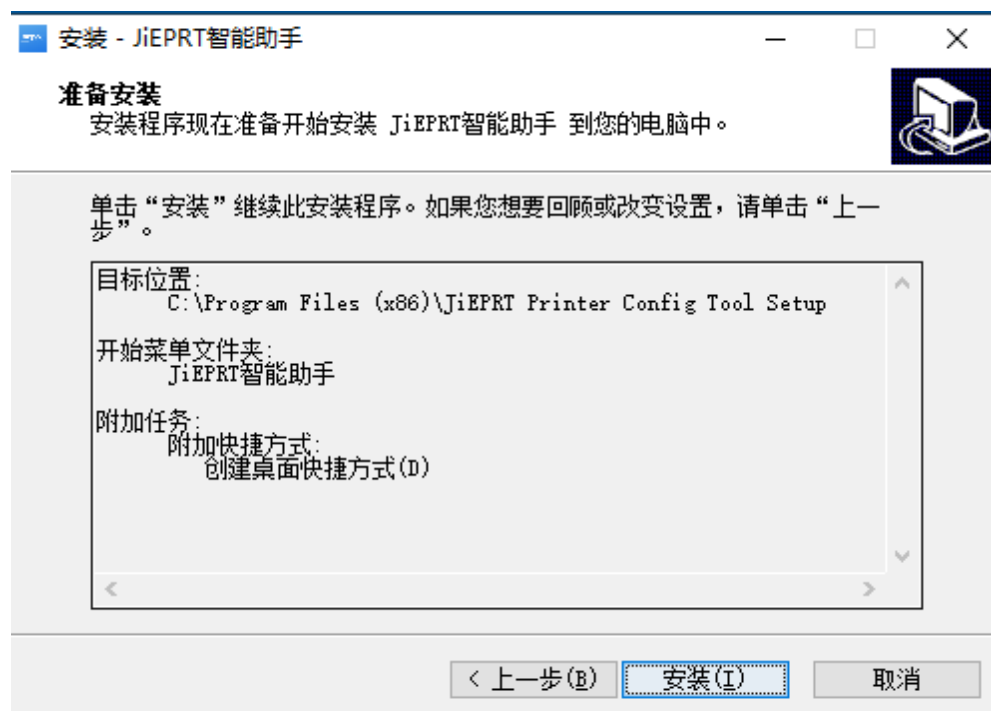 安装 - JiEPRT智能助手
准备安装
安装程序现在准备开始安装 JiEPRT智能助手 到您的电脑中。
单击“安装”继续此安装程序。如果您想要回顾或改变设置，请单击“上一
步”。
目标位置:
C:\Program Files (x86)\JiEPRT Printer Config Tool Setup
开始菜单文件夹:
JiEPRT智能助手
附加任务:
附加快捷方式:
创建桌面快捷方式(D)
< 上一步(B) 安装(I) 取消